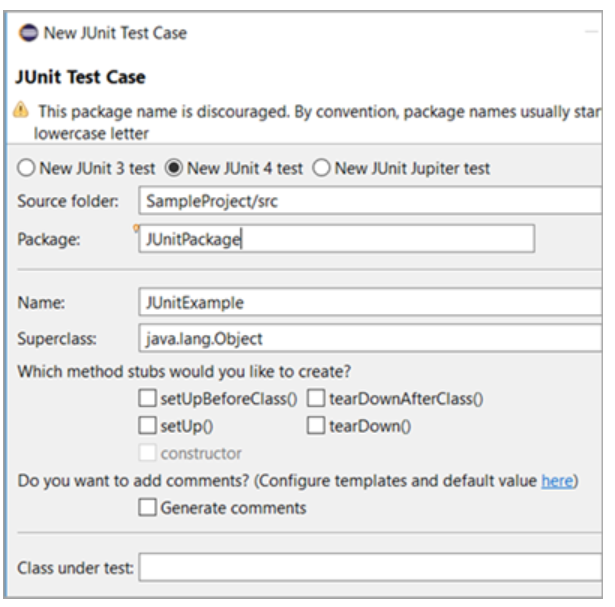 New JUnit Test Case
JUnit Test Case
This package name is discouraged. By convention, package names usually star
lowercase letter
New JUnit 3 test New JUnit 4 test New JUnit Jupiter test
Source folder: SampleProject/src
Package: JUnitPackage
Name: JUnitExample
Superclass: java.lang.Object
Which method stubs would you like to create?
setUpBeforeClass() tearDownAfterClass()
setUp() tearDown()
constructor
Do you want to add comments? (Configure templates and default value here)
Generate comments
Class under test: